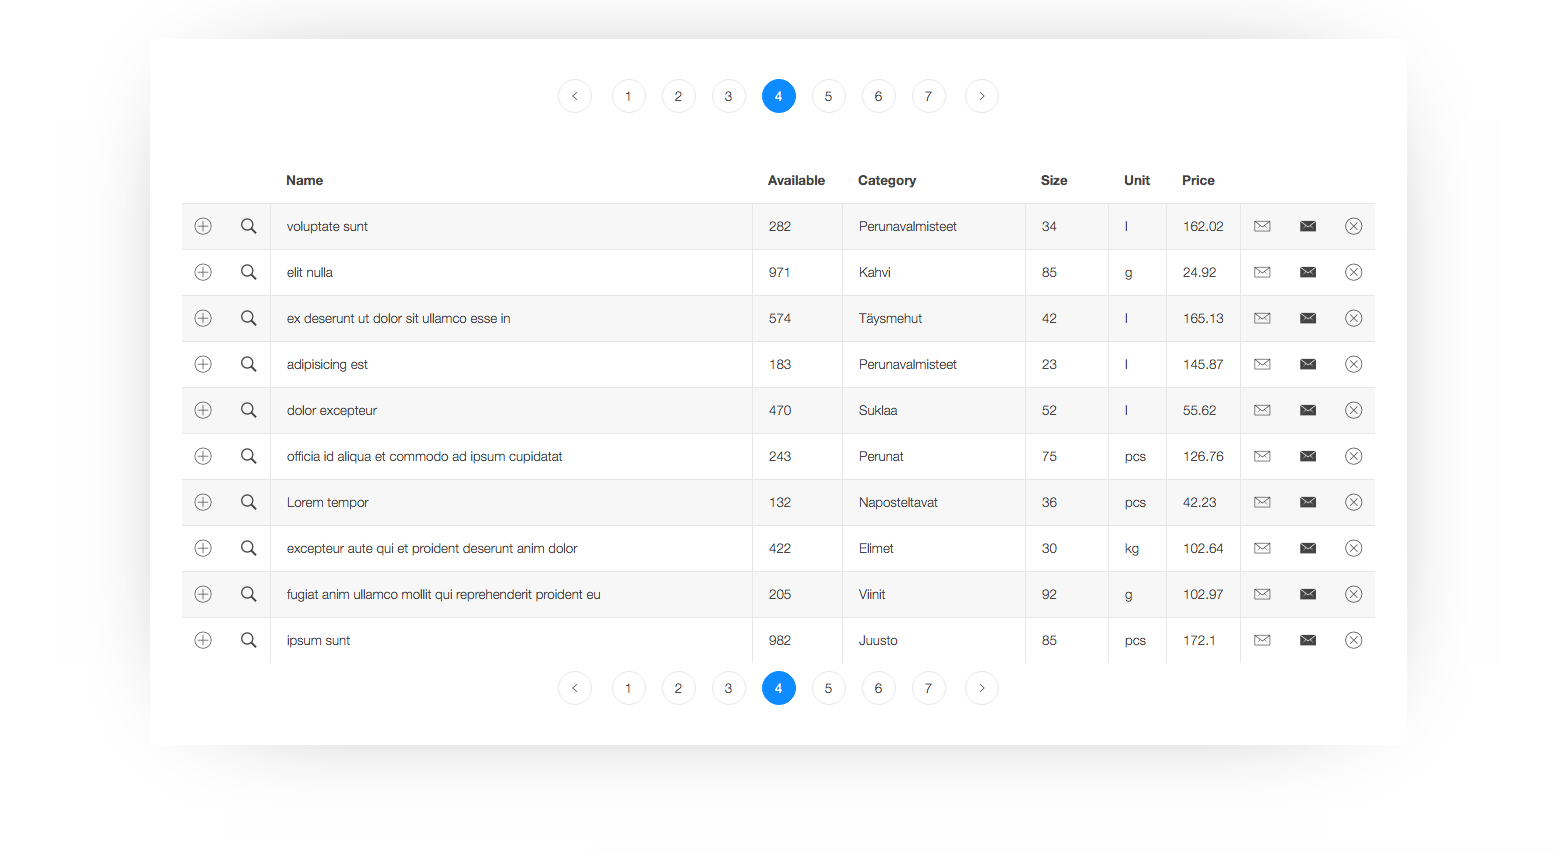 1 2 3 4 5 6 7
Name Available Category Size Unit Price
voluptate sunt 282 Perunavalmisteet 34 l 162.02
elit nulla 971 Kahvi 85 g 24.92
ex deserunt ut dolor sit ullamco esse in 574 Täysmehut 42 l 165.13
adipisicing est 183 Perunavalmisteet 23 l 145.87
dolor excepteur 470 Suklaa 52 l 55.62
officia id aliqua et commodo ad ipsum cupidatat 243 Perunat 75 pcs 126.76
Lorem tempor 132 Naposteltavat 36 pcs 42.23
excepteur aute qui et proident deserunt anim dolor 422 Elimet 30 kg 102.64
fugiat anim ullamco mollit qui reprehenderit proident eu 205 Viinit 92 g 102.97
ipsum sunt 982 Juusto 85 pcs 172.1
1 2 3 4 5 6 7